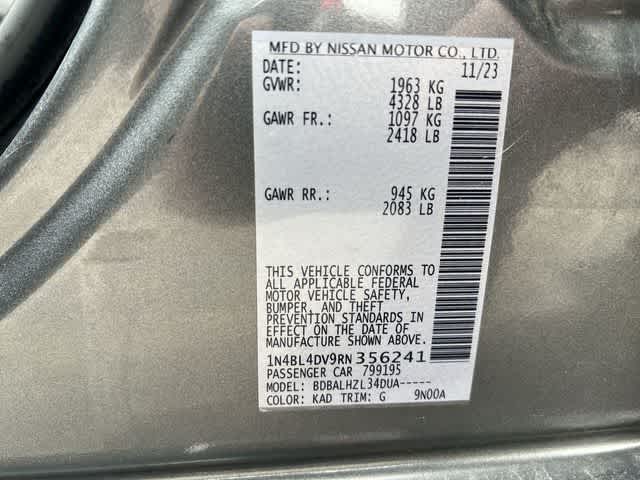 MFD BY NISSAN MOTOR CO., LTD.
DATE: 11/23
GVWR: 1963 KG
4328 LB
GAWR FR.: 1097 KG
2418 LB
GAWR RR.: 945 KG
2083 LB
THIS VEHICLE CONFORMS TO
ALL APPLICABLE FEDERAL
MOTOR VEHICLE SAFETY,
BUMPER, AND THEFT
PREVENTION STANDARDS IN
EFFECT ON THE DATE OF
MANUFACTURE SHOWN ABOVE.
1N4BL4DV9RN356241
PASSENGER CAR 799195
MODEL: BDBALHZL34DUA-----
COLOR: KAD TRIM: G 9N00A